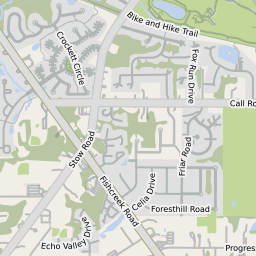 Bike and Hike Trail
Crockett Circle
Fox Run Drive
Call Ro
Stow Road
Friar Road
Fishcreek Road
Celia Drive
Foresthill Road
Echo Valley Drive
Progres